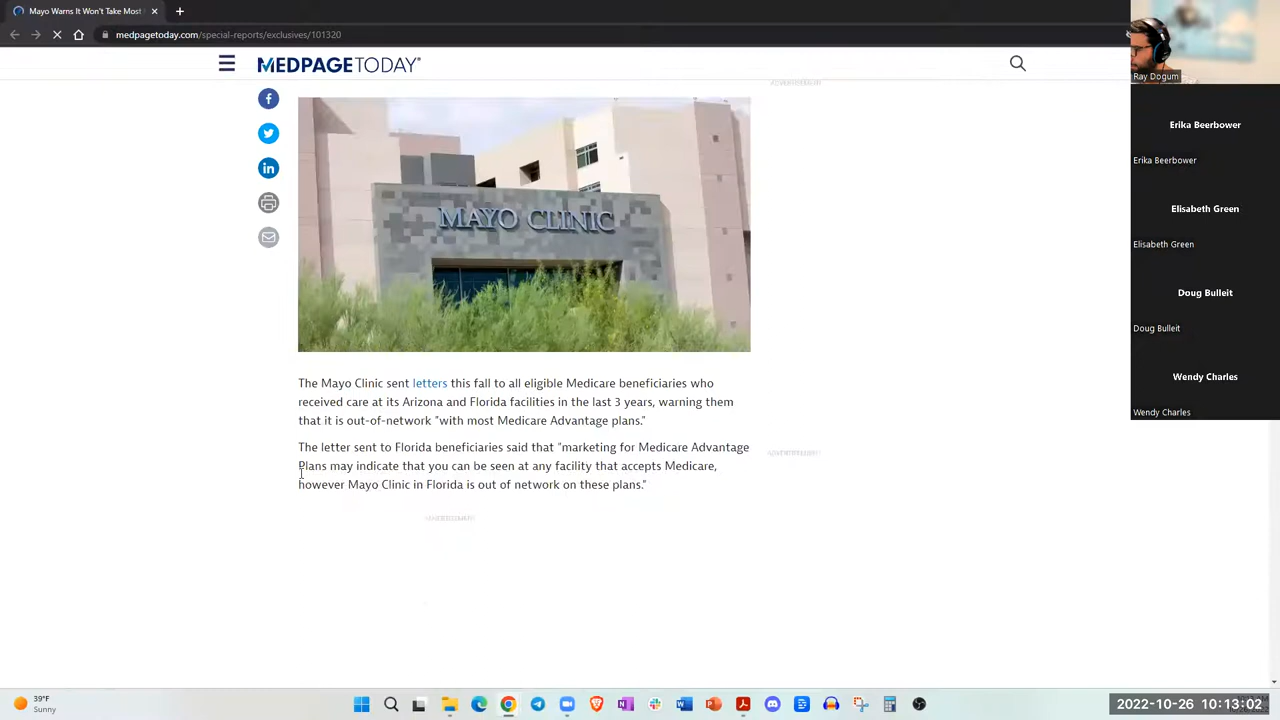 Mayo Warns It Won't Take Most
medpagetoday.com/special-reports/exclusives/101320
MEDPAGE TODAY®
MAYO CLINIC
The Mayo Clinic sent letters this fall to all eligible Medicare beneficiaries who
received care at its Arizona and Florida facilities in the last 3 years, warning them
that it is out-of-network "with most Medicare Advantage plans."
The letter sent to Florida beneficiaries said that "marketing for Medicare Advantage
Plans may indicate that you can be seen at any facility that accepts Medicare,
however Mayo Clinic in Florida is out of network on these plans."
ADVERTISEMENT
Ray Dogum
Erika Beerbower
Erika Beerbower
Elisabeth Green
Elisabeth Green
Doug Bulleit
Doug Bulleit
Wendy Charles
Wendy Charles
39°F
Sunny
2022-10-26 10:13:02